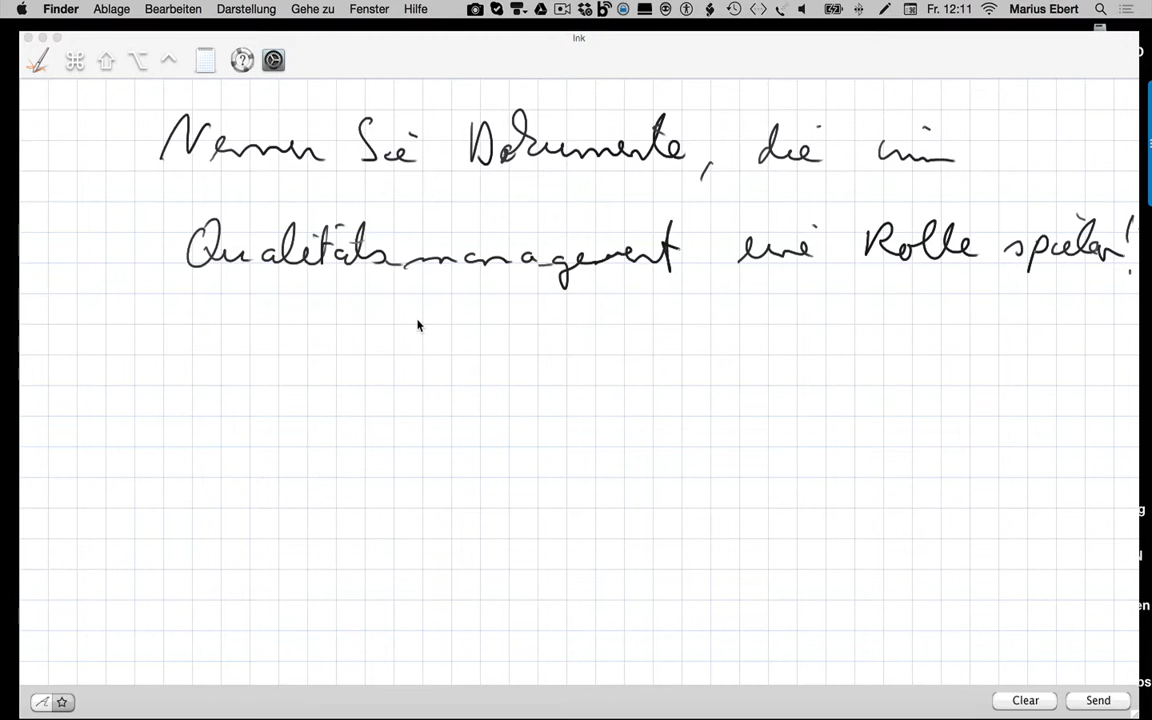 Finder Ablage Bearbeiten Darstellung Gehe zu Fenster Hilfe Fr. 12:11 Marius Ebert
Ink
Nennen Sie Dokumente, die im
Qualitätsmanagement eine Rolle spielen!
Clear Send